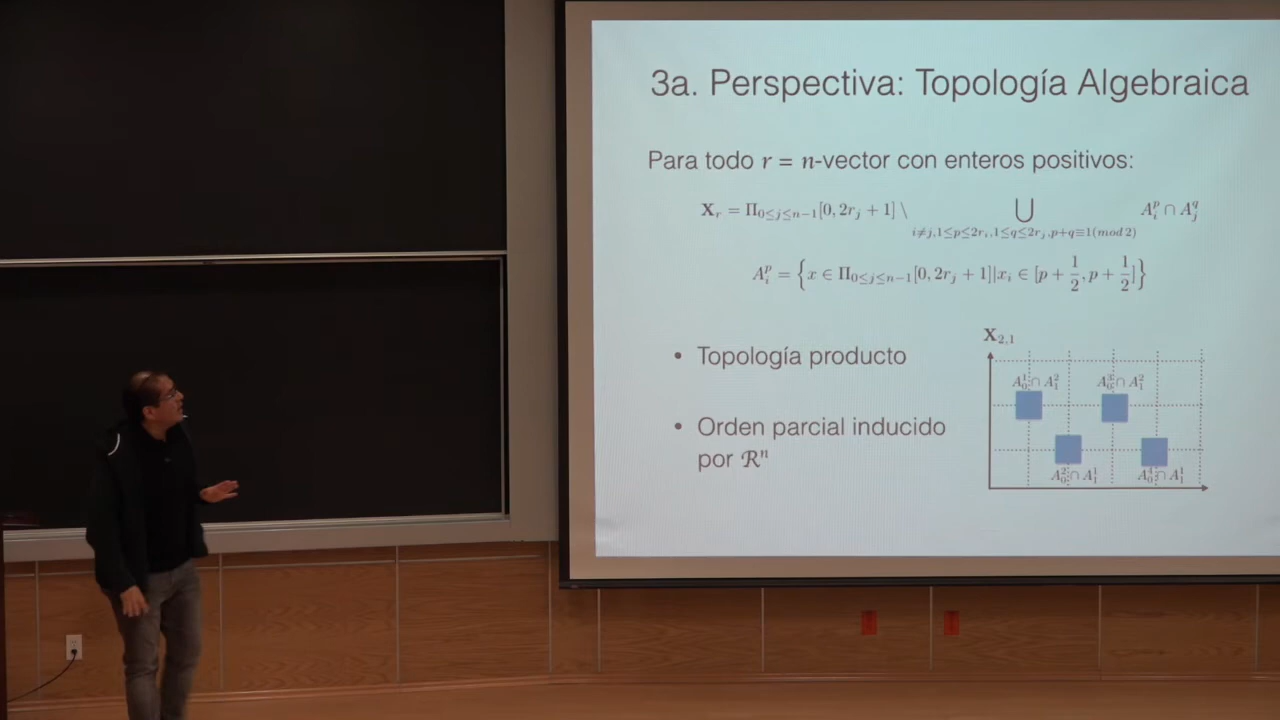 3a. Perspectiva: Topología Algebraica
Para todo r = n-vector con enteros positivos:
X_r = Π_{0≤j≤n−1}[0, 2r_j + 1] \ ⋃_{i≠j,1≤p≤2r_i,1≤q≤2r_j,p+q≡1(mod 2)} A_i^p ∩ A_j^q
A_i^p = {x ∈ Π_{0≤j≤n−1}[0, 2r_j + 1]|x_i ∈ [p + 1/2, p + 1/2]}
• Topología producto
• Orden parcial inducido
por ℛ^n
X_{2,1}
A_0^1 ∩ A_1^2 A_0^3 ∩ A_1^2
A_0^2 ∩ A_1^1 A_0^4 ∩ A_1^1